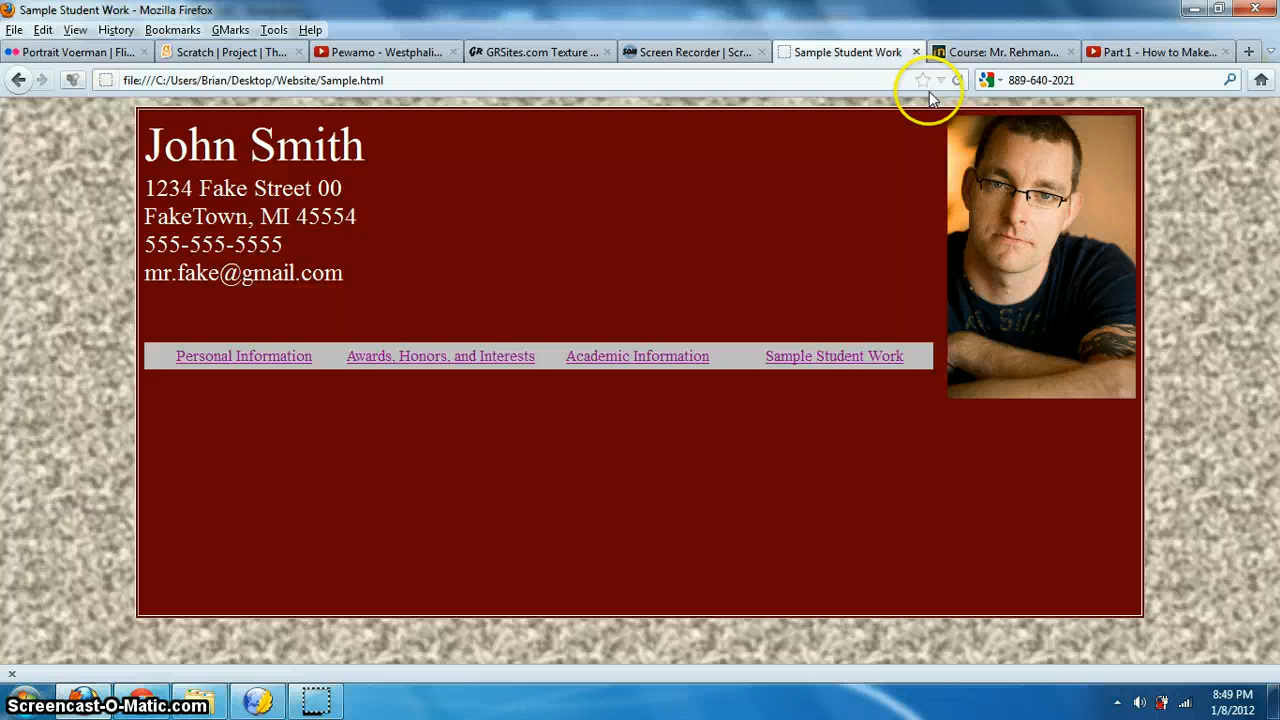 Sample Student Work - Mozilla Firefox
File Edit View History Bookmarks GMarks Tools Help
Portrait Voerman | Fli... Scratch | Project | Th... Pewamo - Westphali... GR GRSites.com Texture ... SOM Screen Recorder | Scr... Sample Student Work m Course: Mr. Rehman... Part 1 - How to Make...
file:///C:/Users/Brian/Desktop/Website/Sample.html 889-640-2021
John Smith
1234 Fake Street 00
FakeTown, MI 45554
555-555-5555
mr.fake@gmail.com
Personal Information Awards, Honors, and Interests Academic Information Sample Student Work
Screencast-O-Matic.com
8:49 PM
1/8/2012